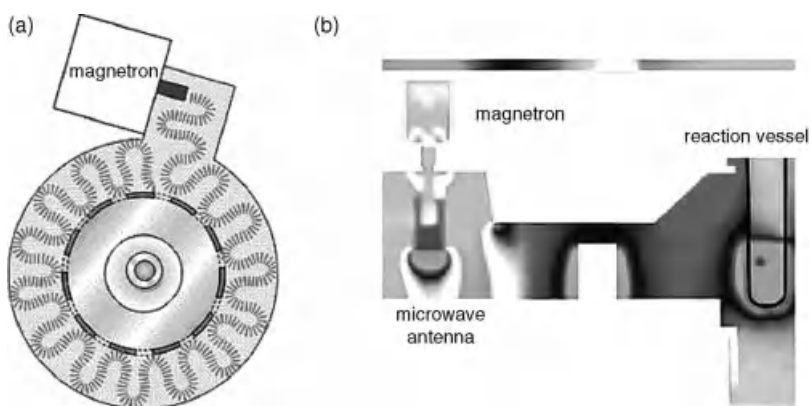 (a)
magnetron
(b)
magnetron
reaction vessel
microwave
antenna